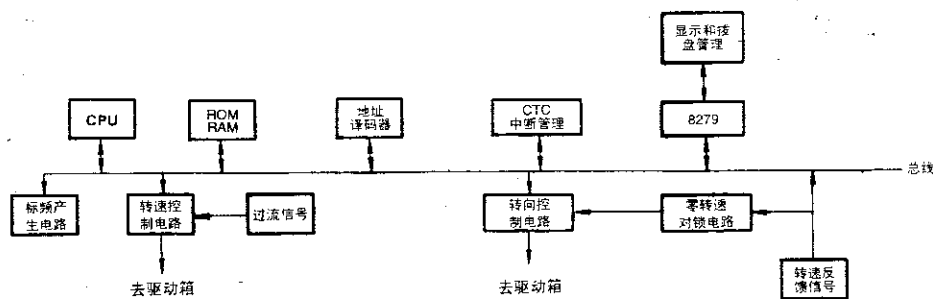 显示和拨
盘管理
CPU
ROM
RAM
地址
译码器
CTC
中断管理
8279
总线
标频产
生电路
转速控
制电路
过流信号
转向控
制电路
零转速
对锁电路
转速反
馈信号
去驱动箱
去驱动箱